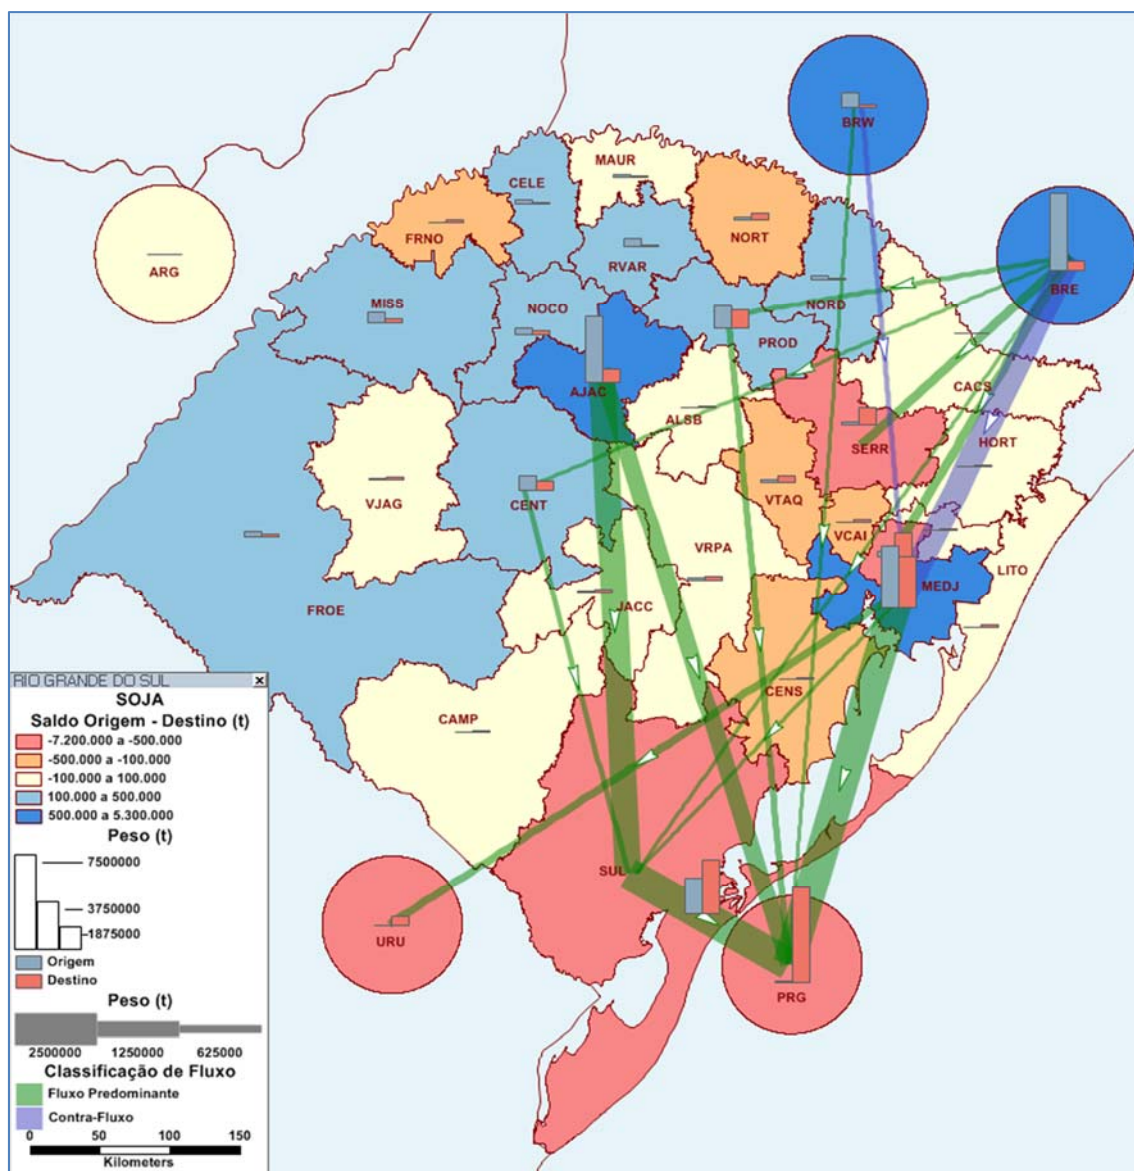 BRW
MAUR
CELE
FRNO
NORT
ARG
RVAR
BRE
MISS
NOCO
NORD
PROD
AJAC
CACS
ALSB
SERR
HORT
VJAG
CENT
VTAQ
VCAI
VRPA
LITO
MEDJ
FROE
JACC
CENS
CAMP
SUL
URU
PRG
RIO GRANDE DO SUL
SOJA
Saldo Origem - Destino (t)
-7.200.000 a -500.000
-500.000 a -100.000
-100.000 a 100.000
100.000 a 500.000
500.000 a 5.300.000
Peso (t)
7500000
3750000
1875000
Origem
Destino
Peso (t)
2500000 1250000 625000
Classificação de Fluxo
Fluxo Predominante
Contra-Fluxo
0 50 100 150
Kilometers